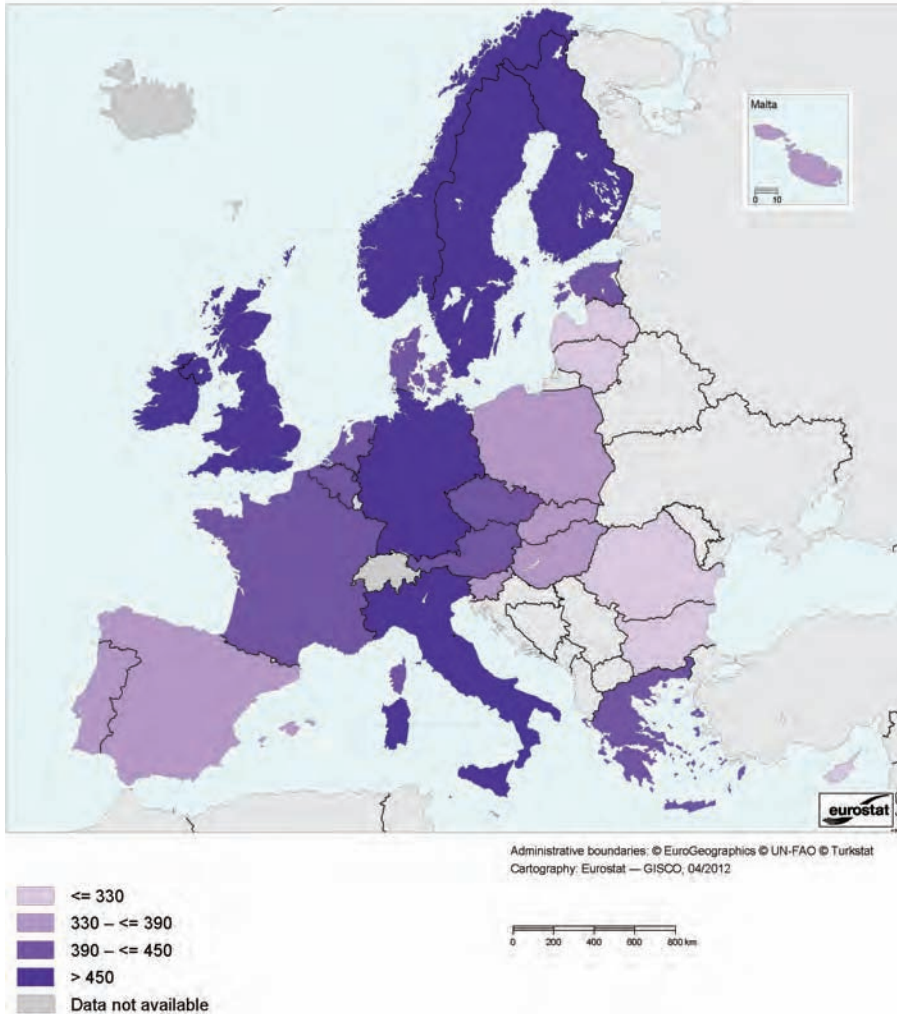 Malta
0 10
eurostat
Administrative boundaries: © EuroGeographics © UN-FAO © Turkstat
Cartography: Eurostat — GISCO, 04/2012
<= 330
330 – <= 390
390 – <= 450
> 450
Data not available
0 200 400 600 800 km